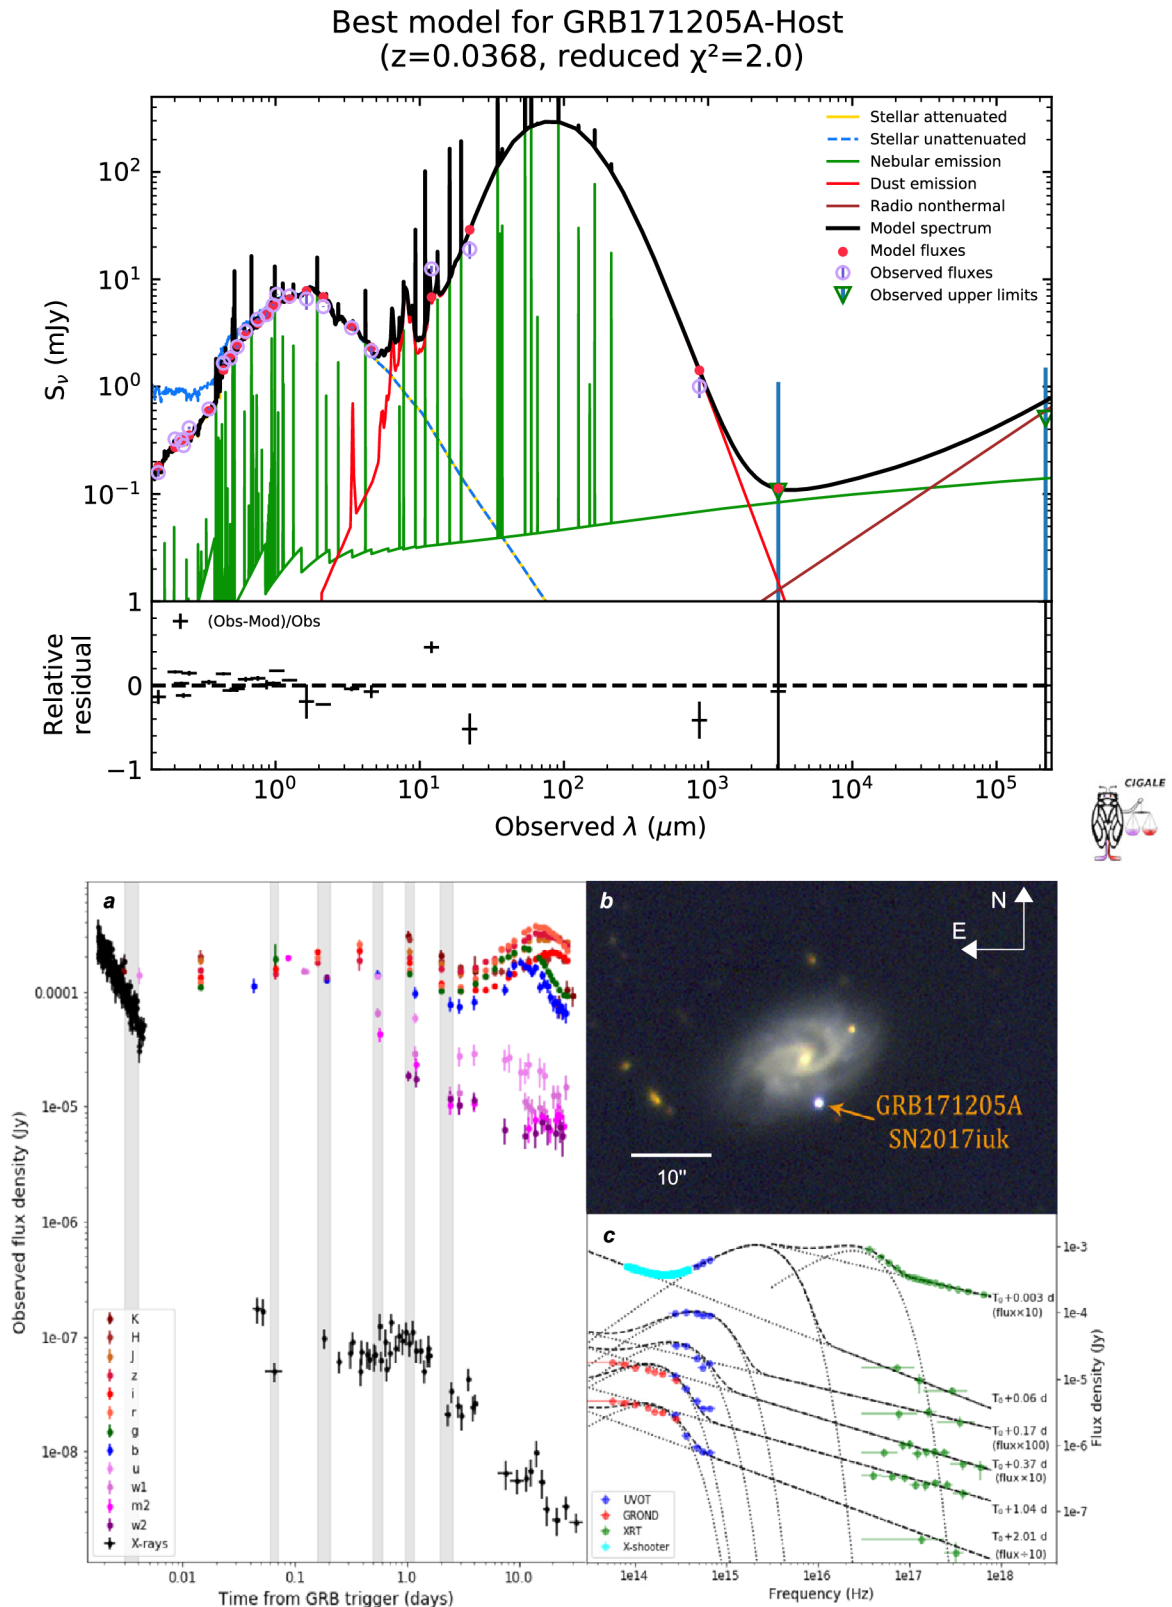 Best model for GRB171205A-Host
(z=0.0368, reduced χ²=2.0)
Stellar attenuated
Stellar unattenuated
Nebular emission
Dust emission
Radio nonthermal
Model spectrum
Model fluxes
Observed fluxes
Observed upper limits
10²
10¹
10⁰
10⁻¹
S_ν (mJy)
1
0
−1
Relative
residual
(Obs-Mod)/Obs
10⁰ 10¹ 10² 10³ 10⁴ 10⁵
Observed λ (μm)
CIGALE
a
0.0001
1e-05
1e-06
1e-07
1e-08
Observed flux density (Jy)
K
H
J
z
i
r
g
b
u
w1
m2
w2
X-rays
0.01 0.1 1.0 10.0
Time from GRB trigger (days)
b
N
E
GRB171205A
SN2017iuk
10"
c
1e-3
1e-4
1e-5
1e-6
1e-7
Flux density (Jy)
T₀+0.003 d
(flux×10)
T₀+0.06 d
T₀+0.17 d
(flux×100)
T₀+0.37 d
(flux×10)
T₀+1.04 d
T₀+2.01 d
(flux÷10)
UVOT
GROND
XRT
X-shooter
1e14 1e15 1e16 1e17 1e18
Frequency (Hz)